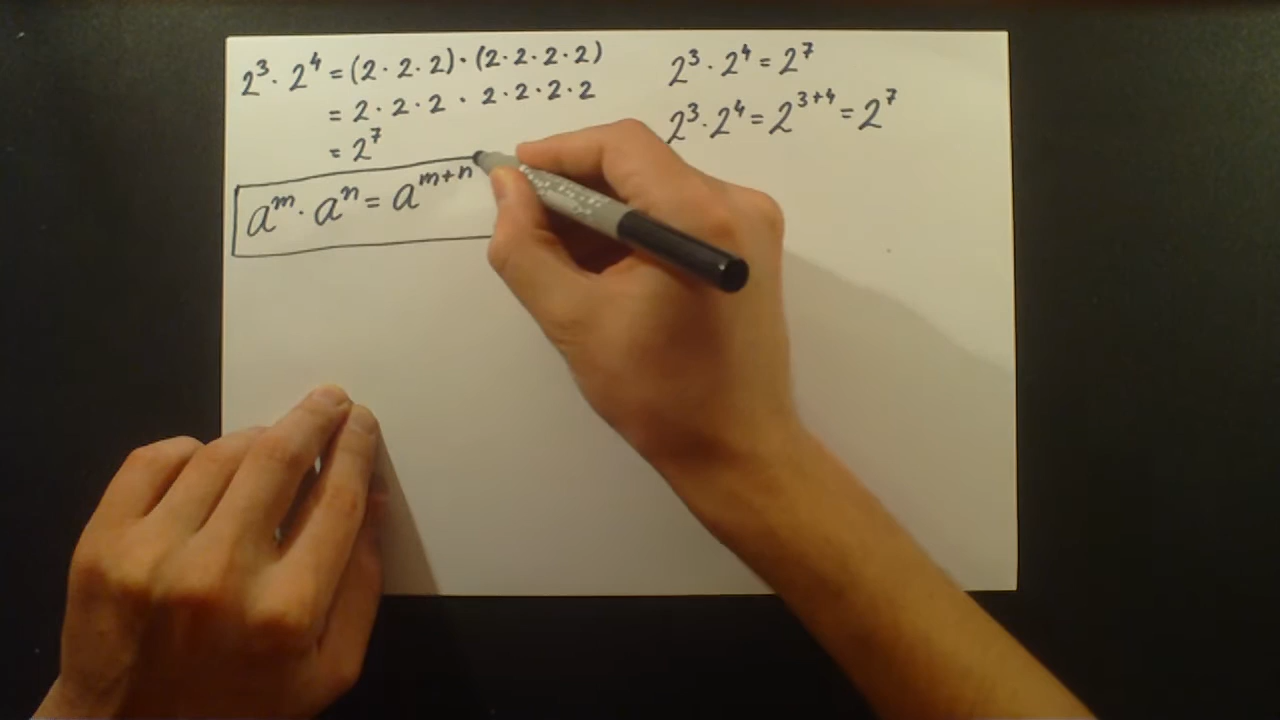 2³ · 2⁴ = (2 · 2 · 2) · (2 · 2 · 2 · 2)
= 2 · 2 · 2 · 2 · 2 · 2 · 2
= 2⁷
aᵐ · aⁿ = aᵐ⁺ⁿ
2³ · 2⁴ = 2⁷
2³ · 2⁴ = 2³⁺⁴ = 2⁷